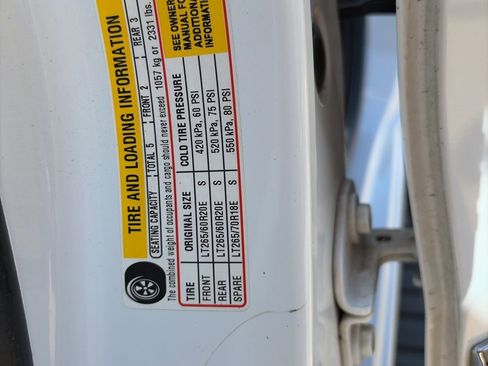 TIRE AND LOADING INFORMATION
SEATING CAPACITY TOTAL 5 FRONT 2 REAR 3
The combined weight of occupants and cargo should never exceed 1057 kg or 2331 lbs.
TIRE ORIGINAL SIZE COLD TIRE PRESSURE
FRONT LT265/60R20E S 420 kPa, 60 PSI
REAR LT265/60R20E S 520 kPa, 75 PSI
SPARE LT265/70R18E S 550 kPa, 80 PSI
SEE OWNER
MANUAL FO
ADDITIONA
INFORMATI